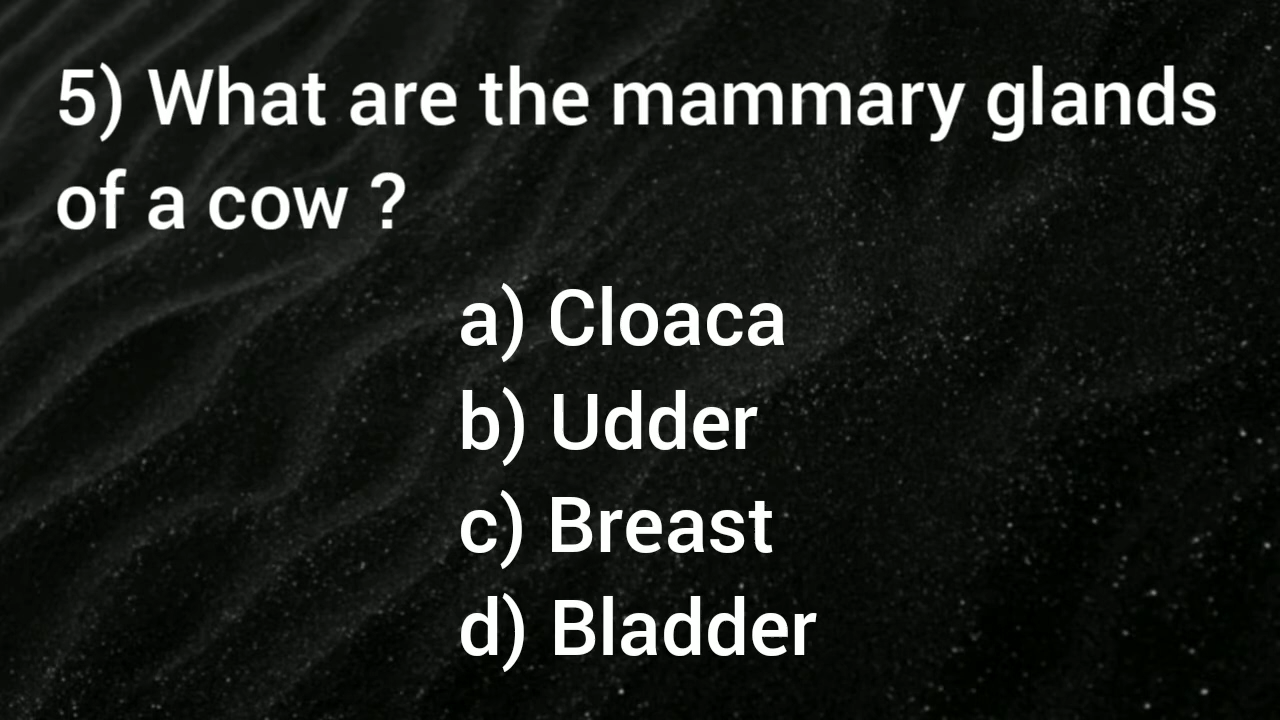 5) What are the mammary glands
of a cow ?
a) Cloaca
b) Udder
c) Breast
d) Bladder